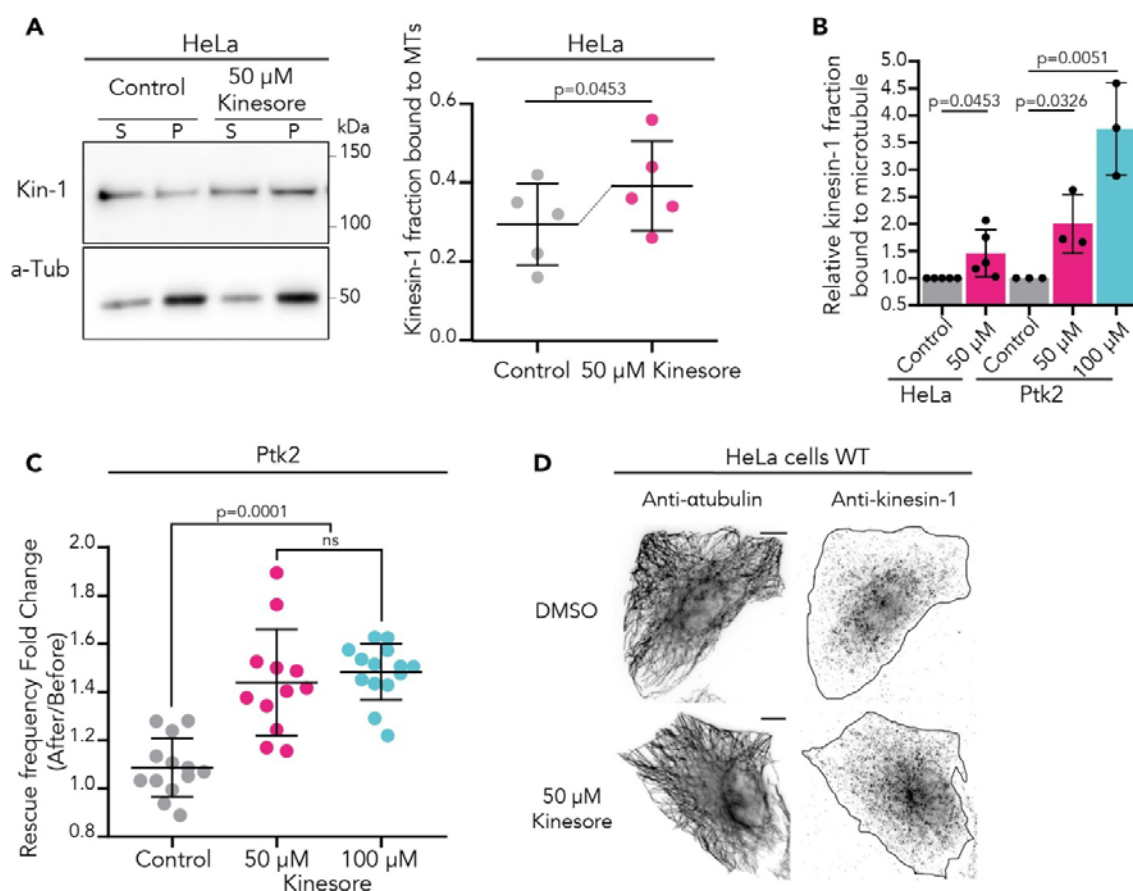 A
HeLa
Control
50 µM
Kinesore
S P S P
kDa
150
Kin-1
100
a-Tub
50
HeLa
p=0.0453
Kinesin-1 fraction bound to MTs
0.6
0.4
0.2
0.0
Control 50 µM Kinesore
B
p=0.0051
p=0.0453 p=0.0326
Relative kinesin-1 fraction
bound to microtubule
5.0
4.5
4.0
3.5
3.0
2.5
2.0
1.5
1.0
0.5
Control 50 µM Control 50 µM 100 µM
HeLa Ptk2
C
Ptk2
p=0.0001
ns
Rescue frequency Fold Change
(After/Before)
2.0
1.8
1.6
1.4
1.2
1.0
0.8
Control 50 µM 100 µM
Kinesore
D
HeLa cells WT
Anti-αtubulin Anti-kinesin-1
DMSO
50 µM
Kinesore